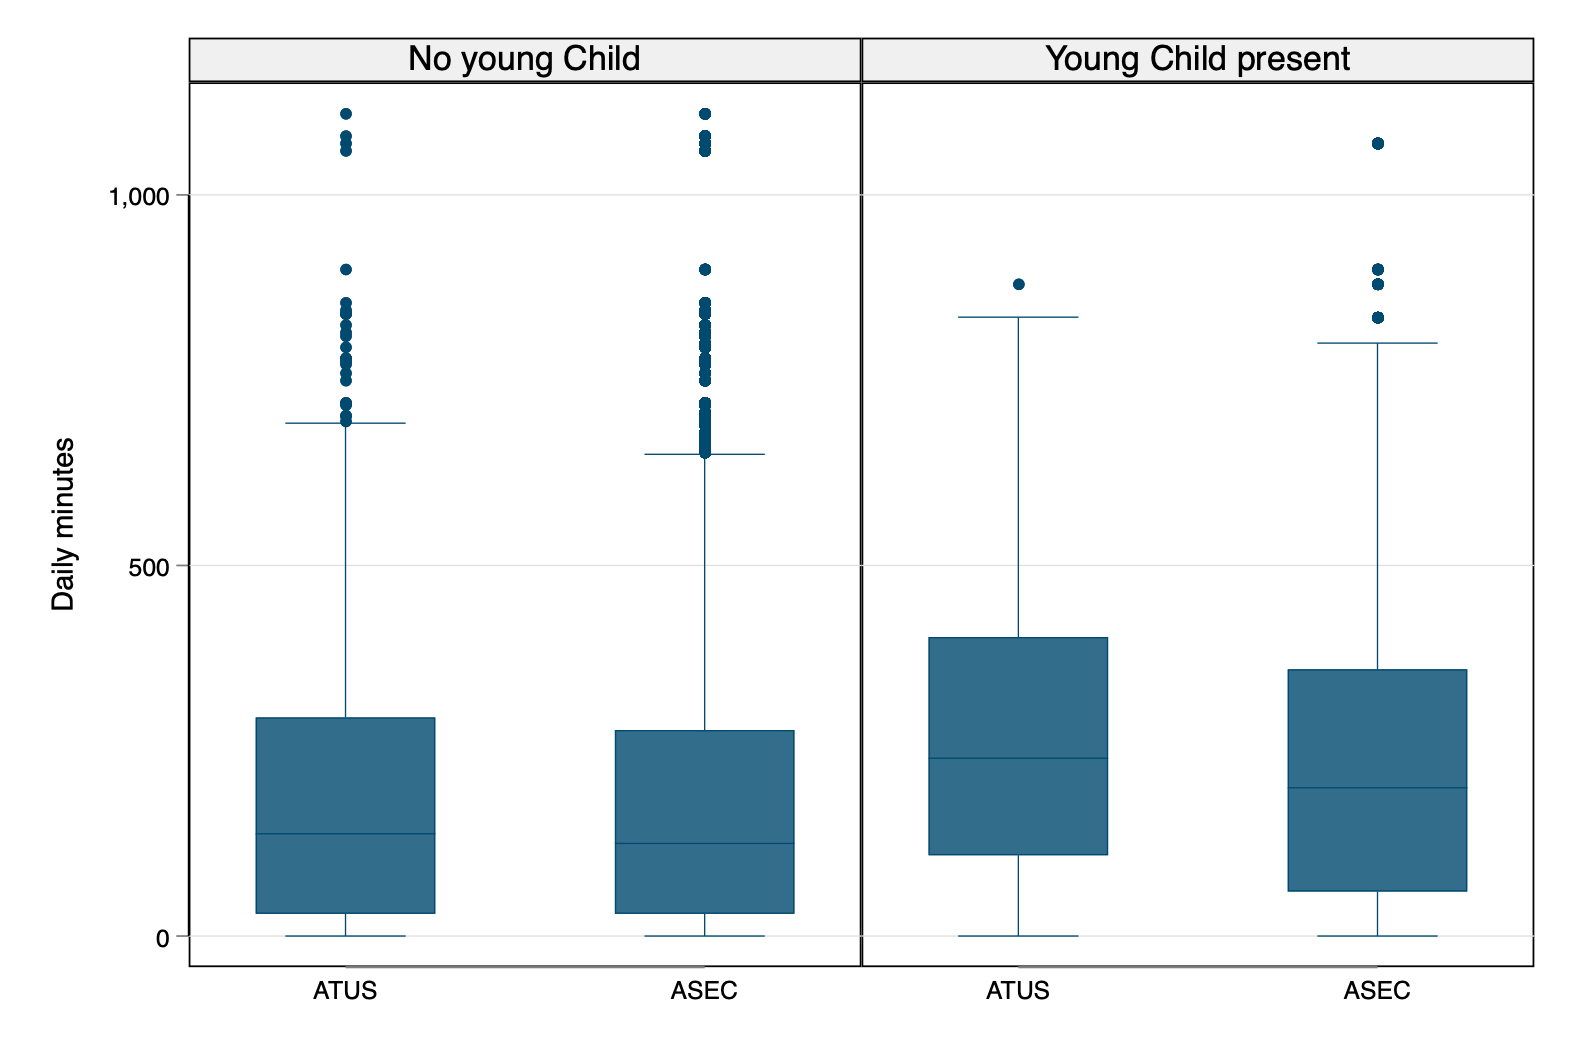 No young Child
Young Child present
Daily minutes
1,000
500
0
ATUS
ASEC
ATUS
ASEC